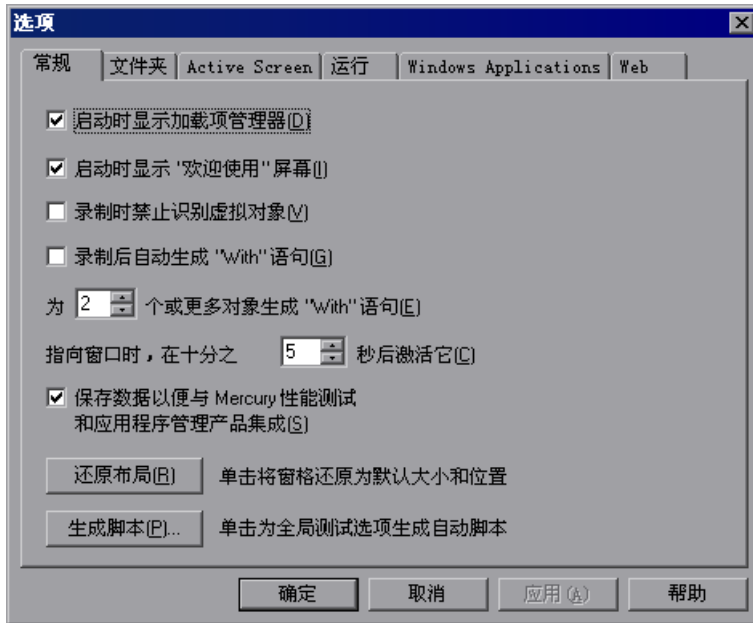 选项
常规 文件夹 Active Screen 运行 Windows Applications Web
启动时显示加载项管理器(D)
启动时显示"欢迎使用"屏幕(I)
录制时禁止识别虚拟对象(V)
录制后自动生成"With"语句(G)
为 2 个或更多对象生成"With"语句(E)
指向窗口时，在十分之 5 秒后激活它(C)
保存数据以便与 Mercury 性能测试
和应用程序管理产品集成(S)
还原布局(R) 单击将窗格还原为默认大小和位置
生成脚本(P)... 单击为全局测试选项生成自动脚本
确定 取消 应用(A) 帮助